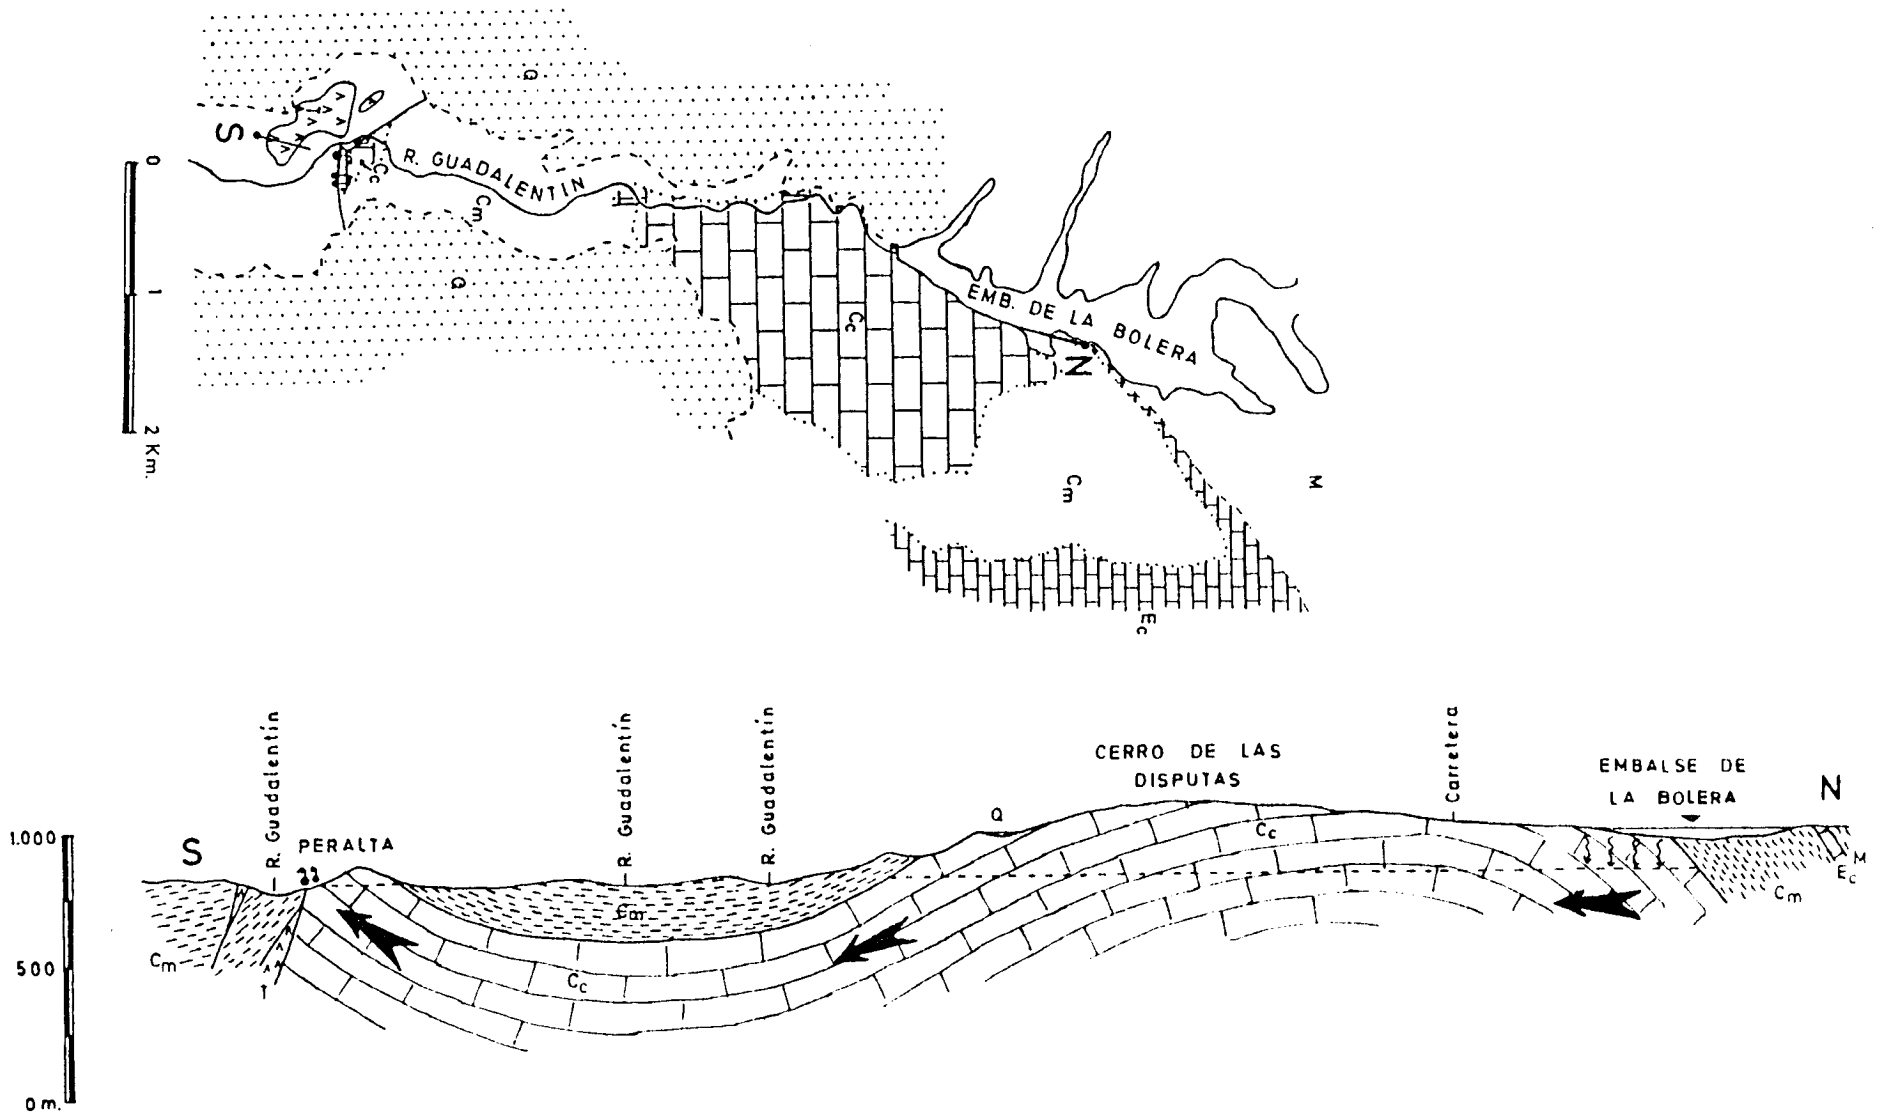 Q
S
0
Cc
R. GUADALENTIN
Cm
Q
1
EMB. DE LA BOLERA
Cc
N
2 Km.
Cm
M
Ec
R. Guadalentín
R. Guadalentín
R. Guadalentín
CERRO DE LAS
DISPUTAS
Carretera
EMBALSE DE
LA BOLERA
N
1.000
S
PERALTA
Q
Cc
M
Ec
Cm
Cm
Cm
500
T
Cc
0 m.